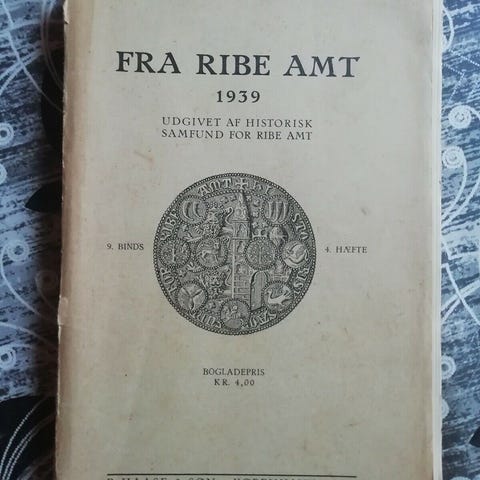 FRA RIBE AMT
1939
UDGIVET AF HISTORISK
SAMFUND FOR RIBE AMT
9. BINDS
4. HÆFTE
BOGLADEPRIS
KR. 4,00